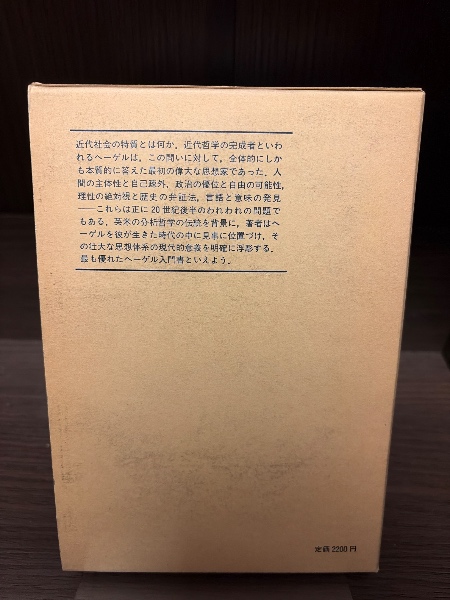 近代社会の特質とは何か, 近代哲学の完成者といわ
れるヘーゲルは, この問いに対して, 全体的にしか
も本質的に答えた最初の偉大な思想家であった. 人
間の主体性と自己疎外, 政治の優位と自由の可能性,
理性の絶対視と歴史の弁証法, 言語と意味の発見
――これらは正に20世紀後半のわれわれの問題で
もある. 英米の分析哲学の伝統を背景に, 著者はヘ
ーゲルを彼が生きた時代の中に見事に位置づけ, そ
の壮大な思想体系の現代的意義を明確に浮彫する.
最も優れたヘーゲル入門書といえよう.
定価 2200 円